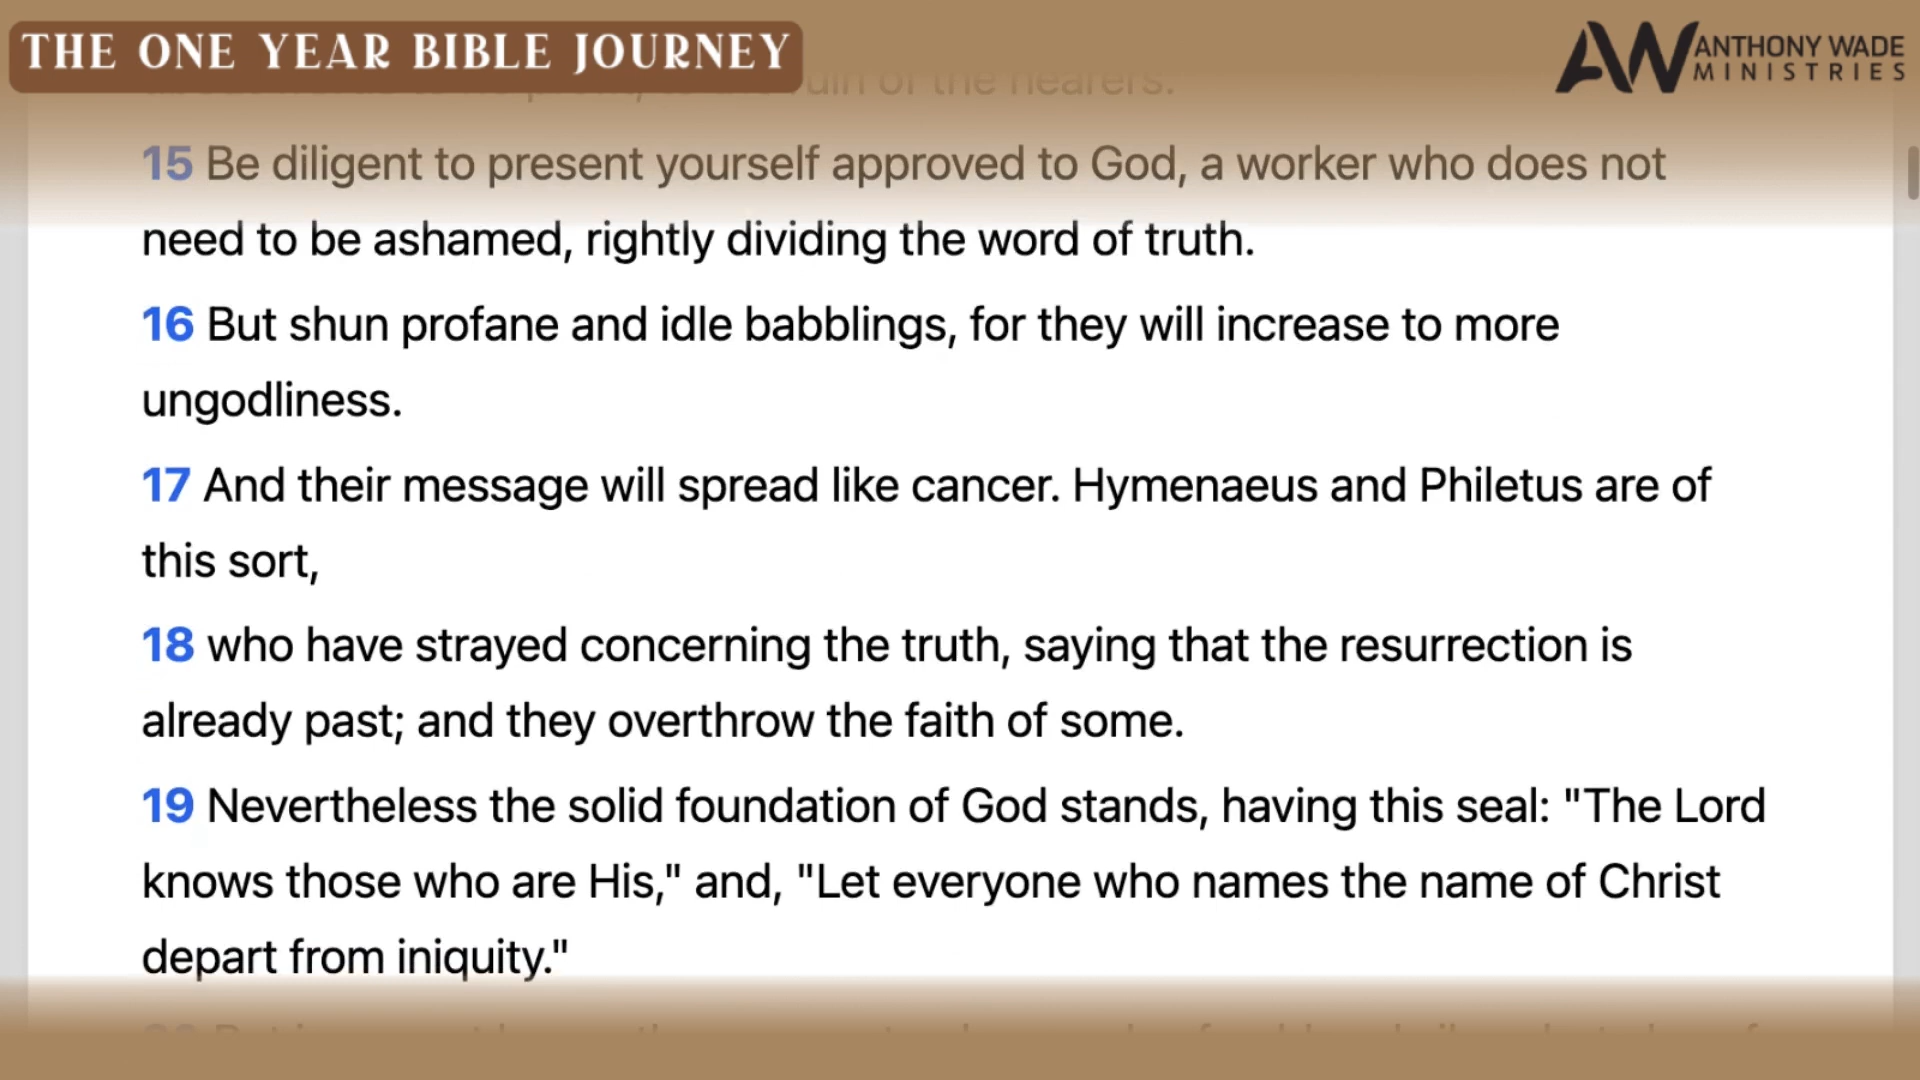 THE ONE YEAR BIBLE JOURNEY
ANTHONY WADE
MINISTRIES
of the hearers.
15 Be diligent to present yourself approved to God, a worker who does not
need to be ashamed, rightly dividing the word of truth.
16 But shun profane and idle babblings, for they will increase to more
ungodliness.
17 And their message will spread like cancer. Hymenaeus and Philetus are of
this sort,
18 who have strayed concerning the truth, saying that the resurrection is
already past; and they overthrow the faith of some.
19 Nevertheless the solid foundation of God stands, having this seal: "The Lord
knows those who are His," and, "Let everyone who names the name of Christ
depart from iniquity."